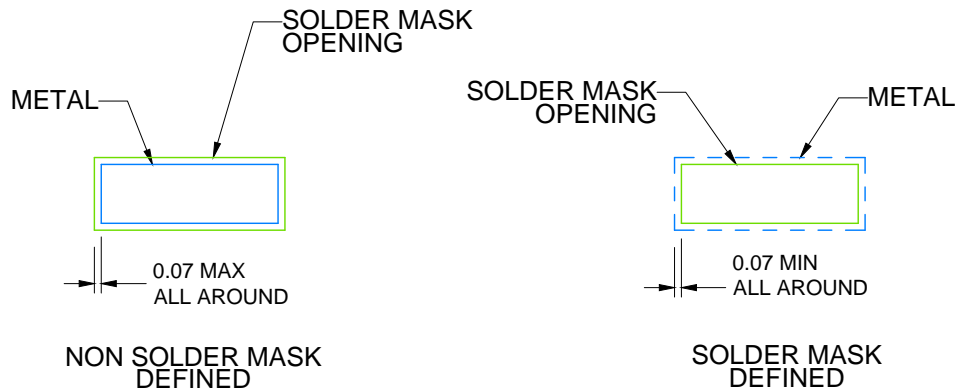 SOLDER MASK
OPENING
METAL
0.07 MAX
ALL AROUND
NON SOLDER MASK
DEFINED
SOLDER MASK
OPENING
METAL
0.07 MIN
ALL AROUND
SOLDER MASK
DEFINED